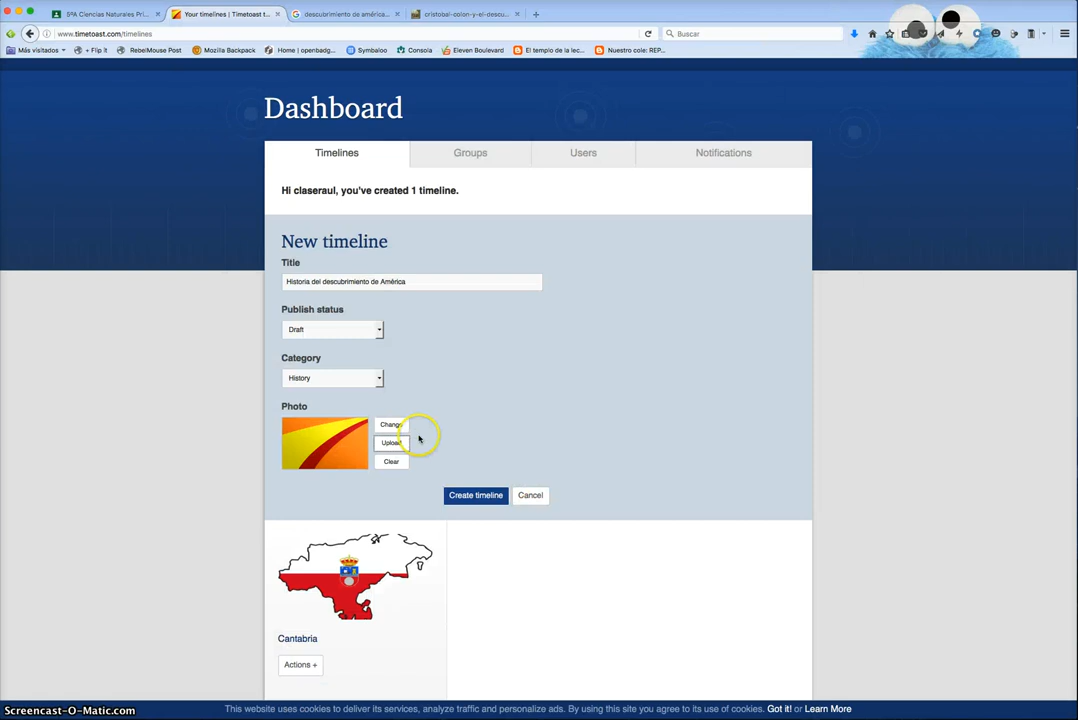 5ºA Ciencias Naturales Pri... × Your timelines | Timetoast t... × descubrimiento de américa... × cristobal-colon-y-el-descu... × +
www.timetoast.com/timelines Buscar
Más visitados + Flip it RebelMouse Pod Mozilla Backpack Home | openbadg... Symbaloo Consola Eleven Boulevard El templo de la lec... Nuestro cole: REP...
Dashboard
Timelines Groups Users Notifications
Hi claseraul, you've created 1 timeline.
New timeline
Title
Historia del descubrimiento de América
Publish status
Draft
Category
History
Photo
Change
Upload
Clear
Create timeline Cancel
Cantabria
Actions +
This website uses cookies to deliver its services, analyze traffic and personalize ads. By using this site you agree to its use of cookies. Got it! or Learn More
Screencast-O-Matic.com